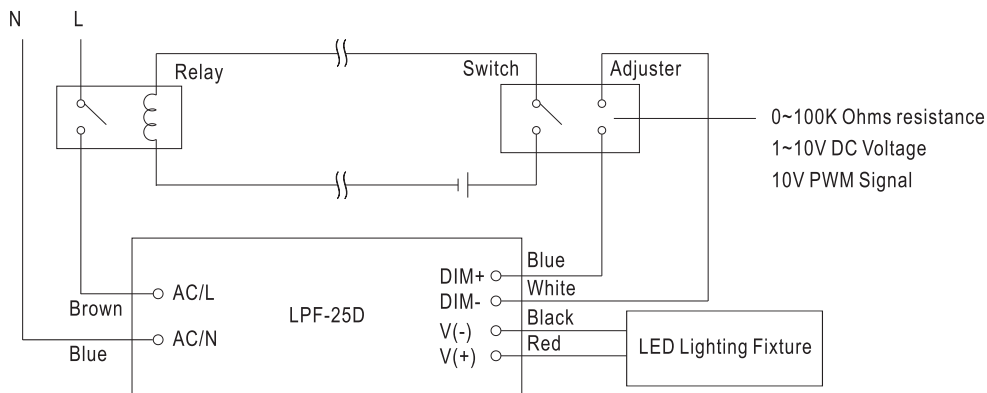 N L
Relay
Switch
Adjuster
0~100K Ohms resistance
1~10V DC Voltage
10V PWM Signal
Brown
AC/L
Blue
AC/N
LPF-25D
DIM+
Blue
DIM-
White
V(-)
Black
V(+)
Red
LED Lighting Fixture